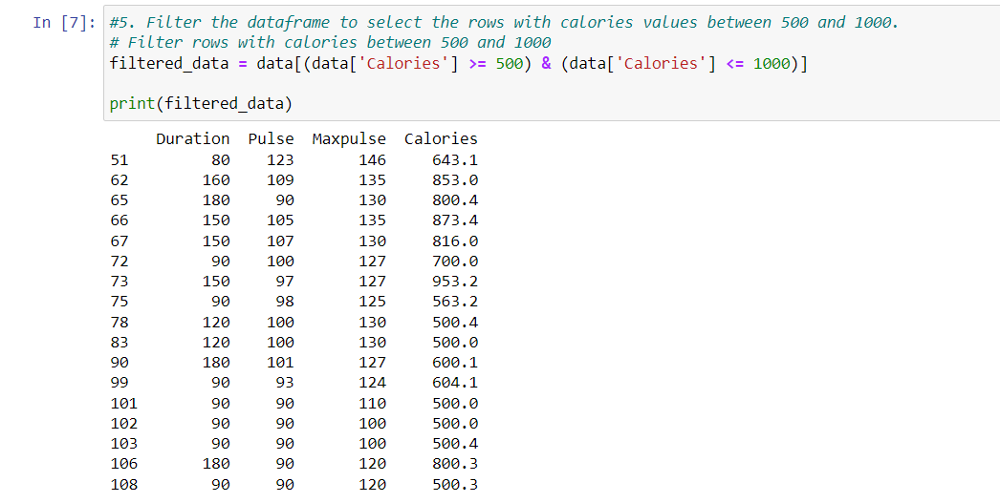 In [7]: #5. Filter the dataframe to select the rows with calories values between 500 and 1000.
# Filter rows with calories between 500 and 1000
filtered_data = data[(data['Calories'] >= 500) & (data['Calories'] <= 1000)]
print(filtered_data)
Duration Pulse Maxpulse Calories
51 80 123 146 643.1
62 160 109 135 853.0
65 180 90 130 800.4
66 150 105 135 873.4
67 150 107 130 816.0
72 90 100 127 700.0
73 150 97 127 953.2
75 90 98 125 563.2
78 120 100 130 500.4
83 120 100 130 500.0
90 180 101 127 600.1
99 90 93 124 604.1
101 90 90 110 500.0
102 90 90 100 500.0
103 90 90 100 500.4
106 180 90 120 800.3
108 90 90 120 500.3